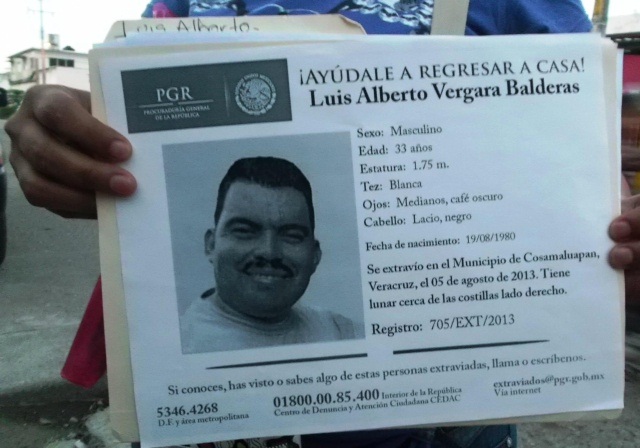 Luis Alberto.
PGR
PROCURADURÍA GENERAL
DE LA REPÚBLICA
¡AYÚDALE A REGRESAR A CASA!
Luis Alberto Vergara Balderas
Sexo: Masculino
Edad: 33 años
Estatura: 1.75 m.
Tez: Blanca
Ojos: Medianos, café oscuro
Cabello: Lacio, negro
Fecha de nacimiento: 19/08/1980
Se extravío en el Municipio de Cosamaluapan,
Veracruz, el 05 de agosto de 2013. Tiene
lunar cerca de las costillas lado derecho.
Registro: 705/EXT/2013
Si conoces, has visto o sabes algo de estas personas extraviadas, llama o escríbenos.
5346.4268
D.F. y área metropolitana
01800.00.85.400 Interior de la República
Centro de Denuncia y Atención Ciudadana CEDAC
extraviados@pgr.gob.mx
Vía internet